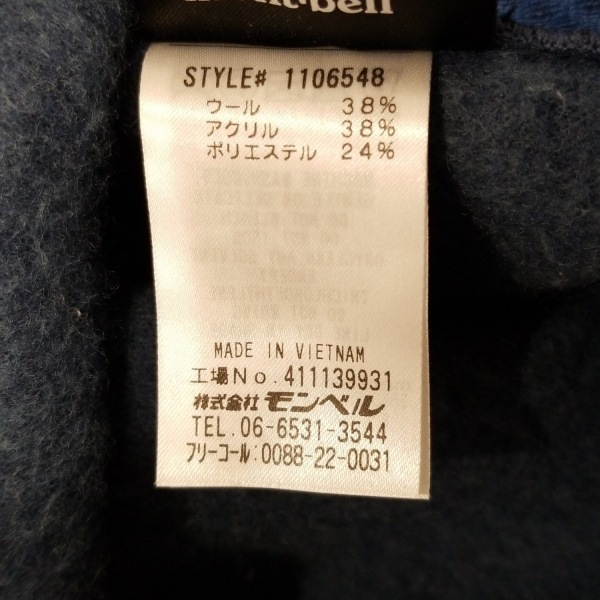 STYLE# 1106548
ウール 38%
アクリル 38%
ポリエステル 24%
MADE IN VIETNAM
工場No.411139931
株式会社 モンベル
TEL.06-6531-3544
フリーコール:0088-22-0031